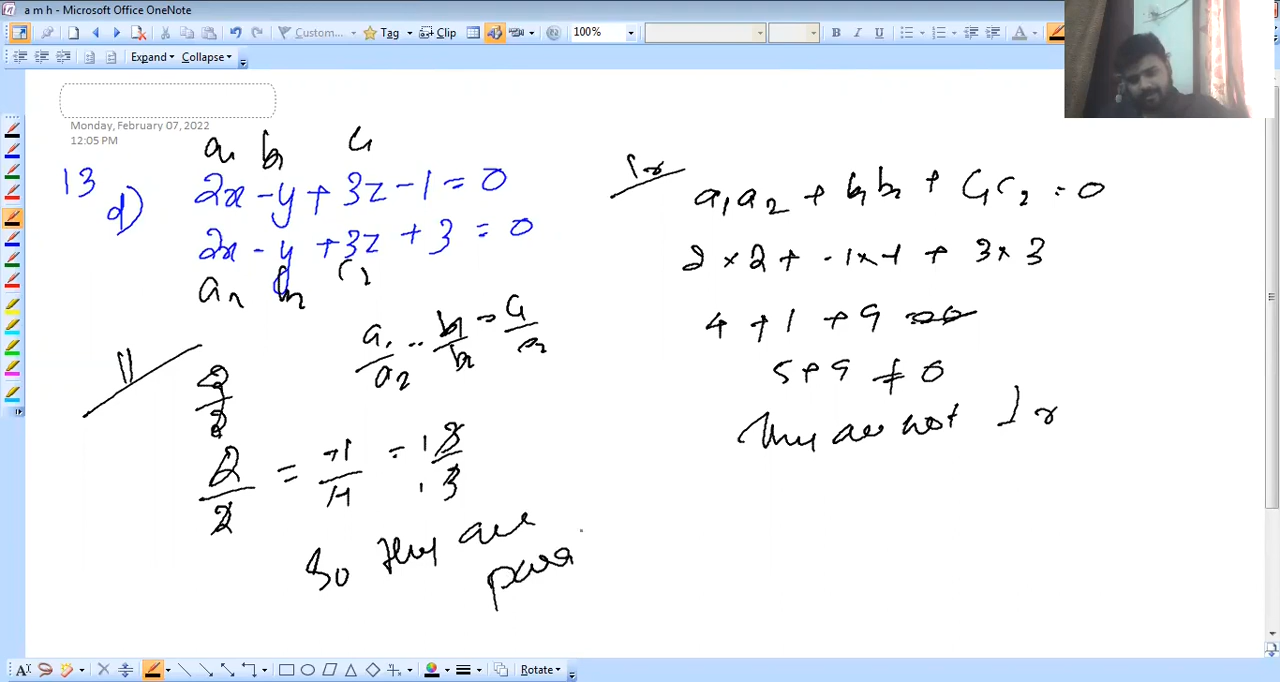 a m h - Microsoft Office OneNote
Custom... Tag Clip 100% B I U A
Expand Collapse
Monday, February 07, 2022
12:05 PM
a₁ b₁ c₁
13 d) 2x - y + 3z - 1 = 0
2x - y + 3z + 3 = 0
a₂ b₂ c₂
||
a₁/a₂ = b₁/b₂ = c₁/c₂
2/2
2/2 = -1/-1 = 3/3
So they are
para
⊥r
a₁a₂ + b₁b₂ + c₁c₂ = 0
2 × 2 + -1 × -1 + 3 × 3
4 + 1 + 9
5 + 9 ≠ 0
They are not ⊥r
A Rotate